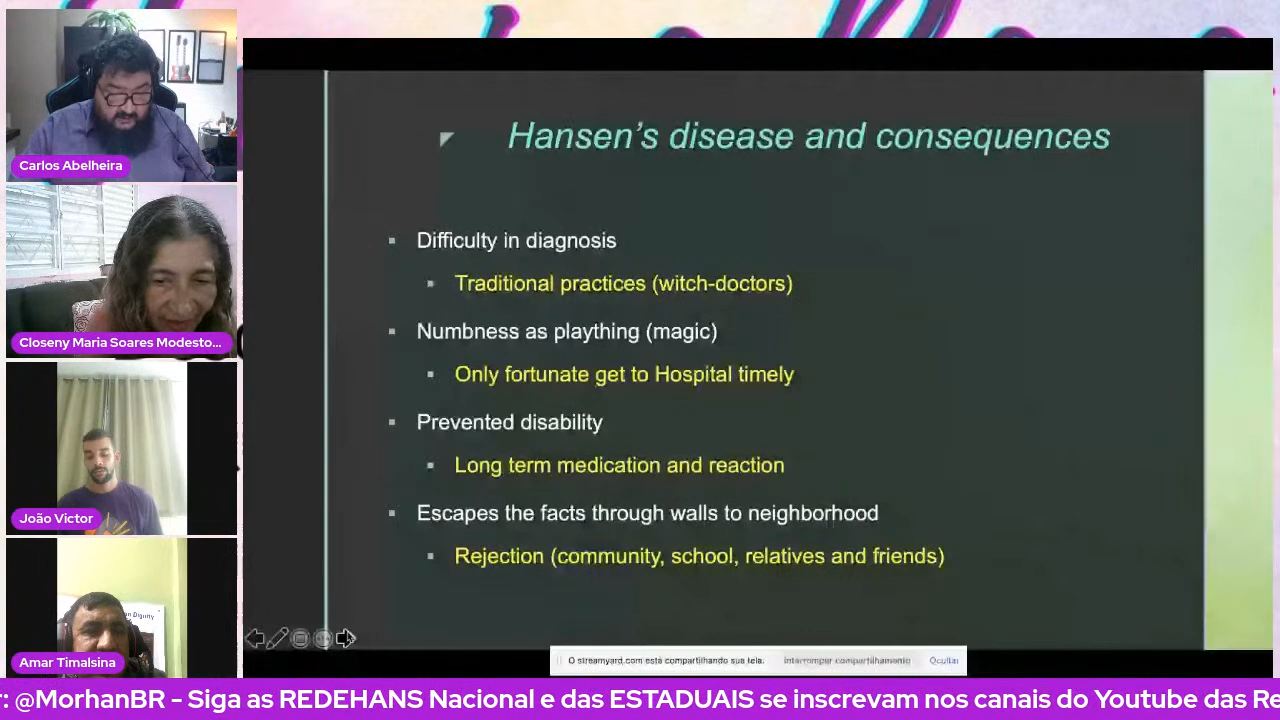 Carlos Abelheira
Closeny Maria Soares Modesto...
João Victor
Amar Timalsina
n Dignity
Hansen's disease and consequences
Difficulty in diagnosis
Traditional practices (witch-doctors)
Numbness as plaything (magic)
Only fortunate get to Hospital timely
Prevented disability
Long term medication and reaction
Escapes the facts through walls to neighborhood
Rejection (community, school, relatives and friends)
O streamyard.com está compartilhando sua tela. Interromper compartilhamento Ocultar
r: @MorhanBR - Siga as REDEHANS Nacional e das ESTADUAIS se inscrevam nos canais do Youtube das Re